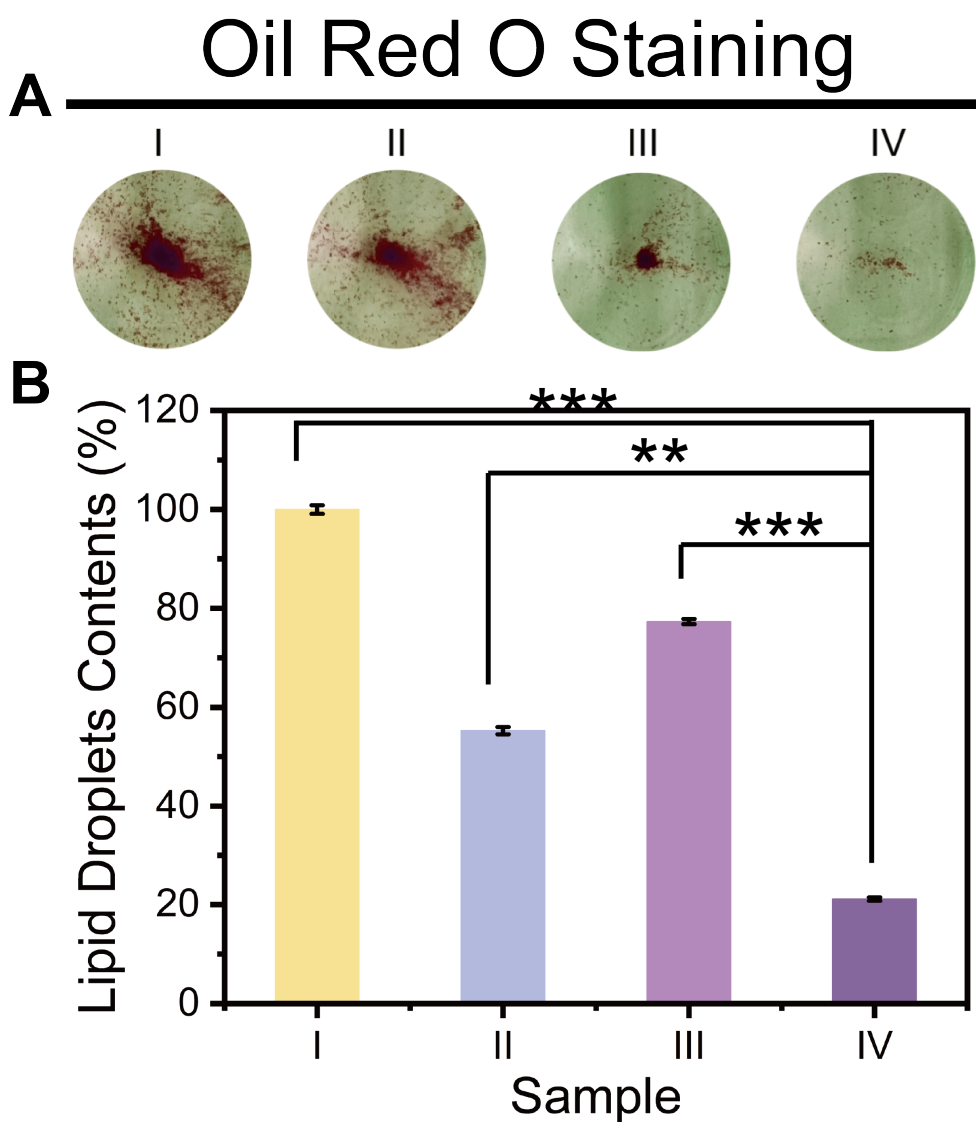 Oil Red O Staining
A
I II III IV
B
Lipid Droplets Contents (%)
120
100
80
60
40
20
0
***
**
***
I II III IV
Sample